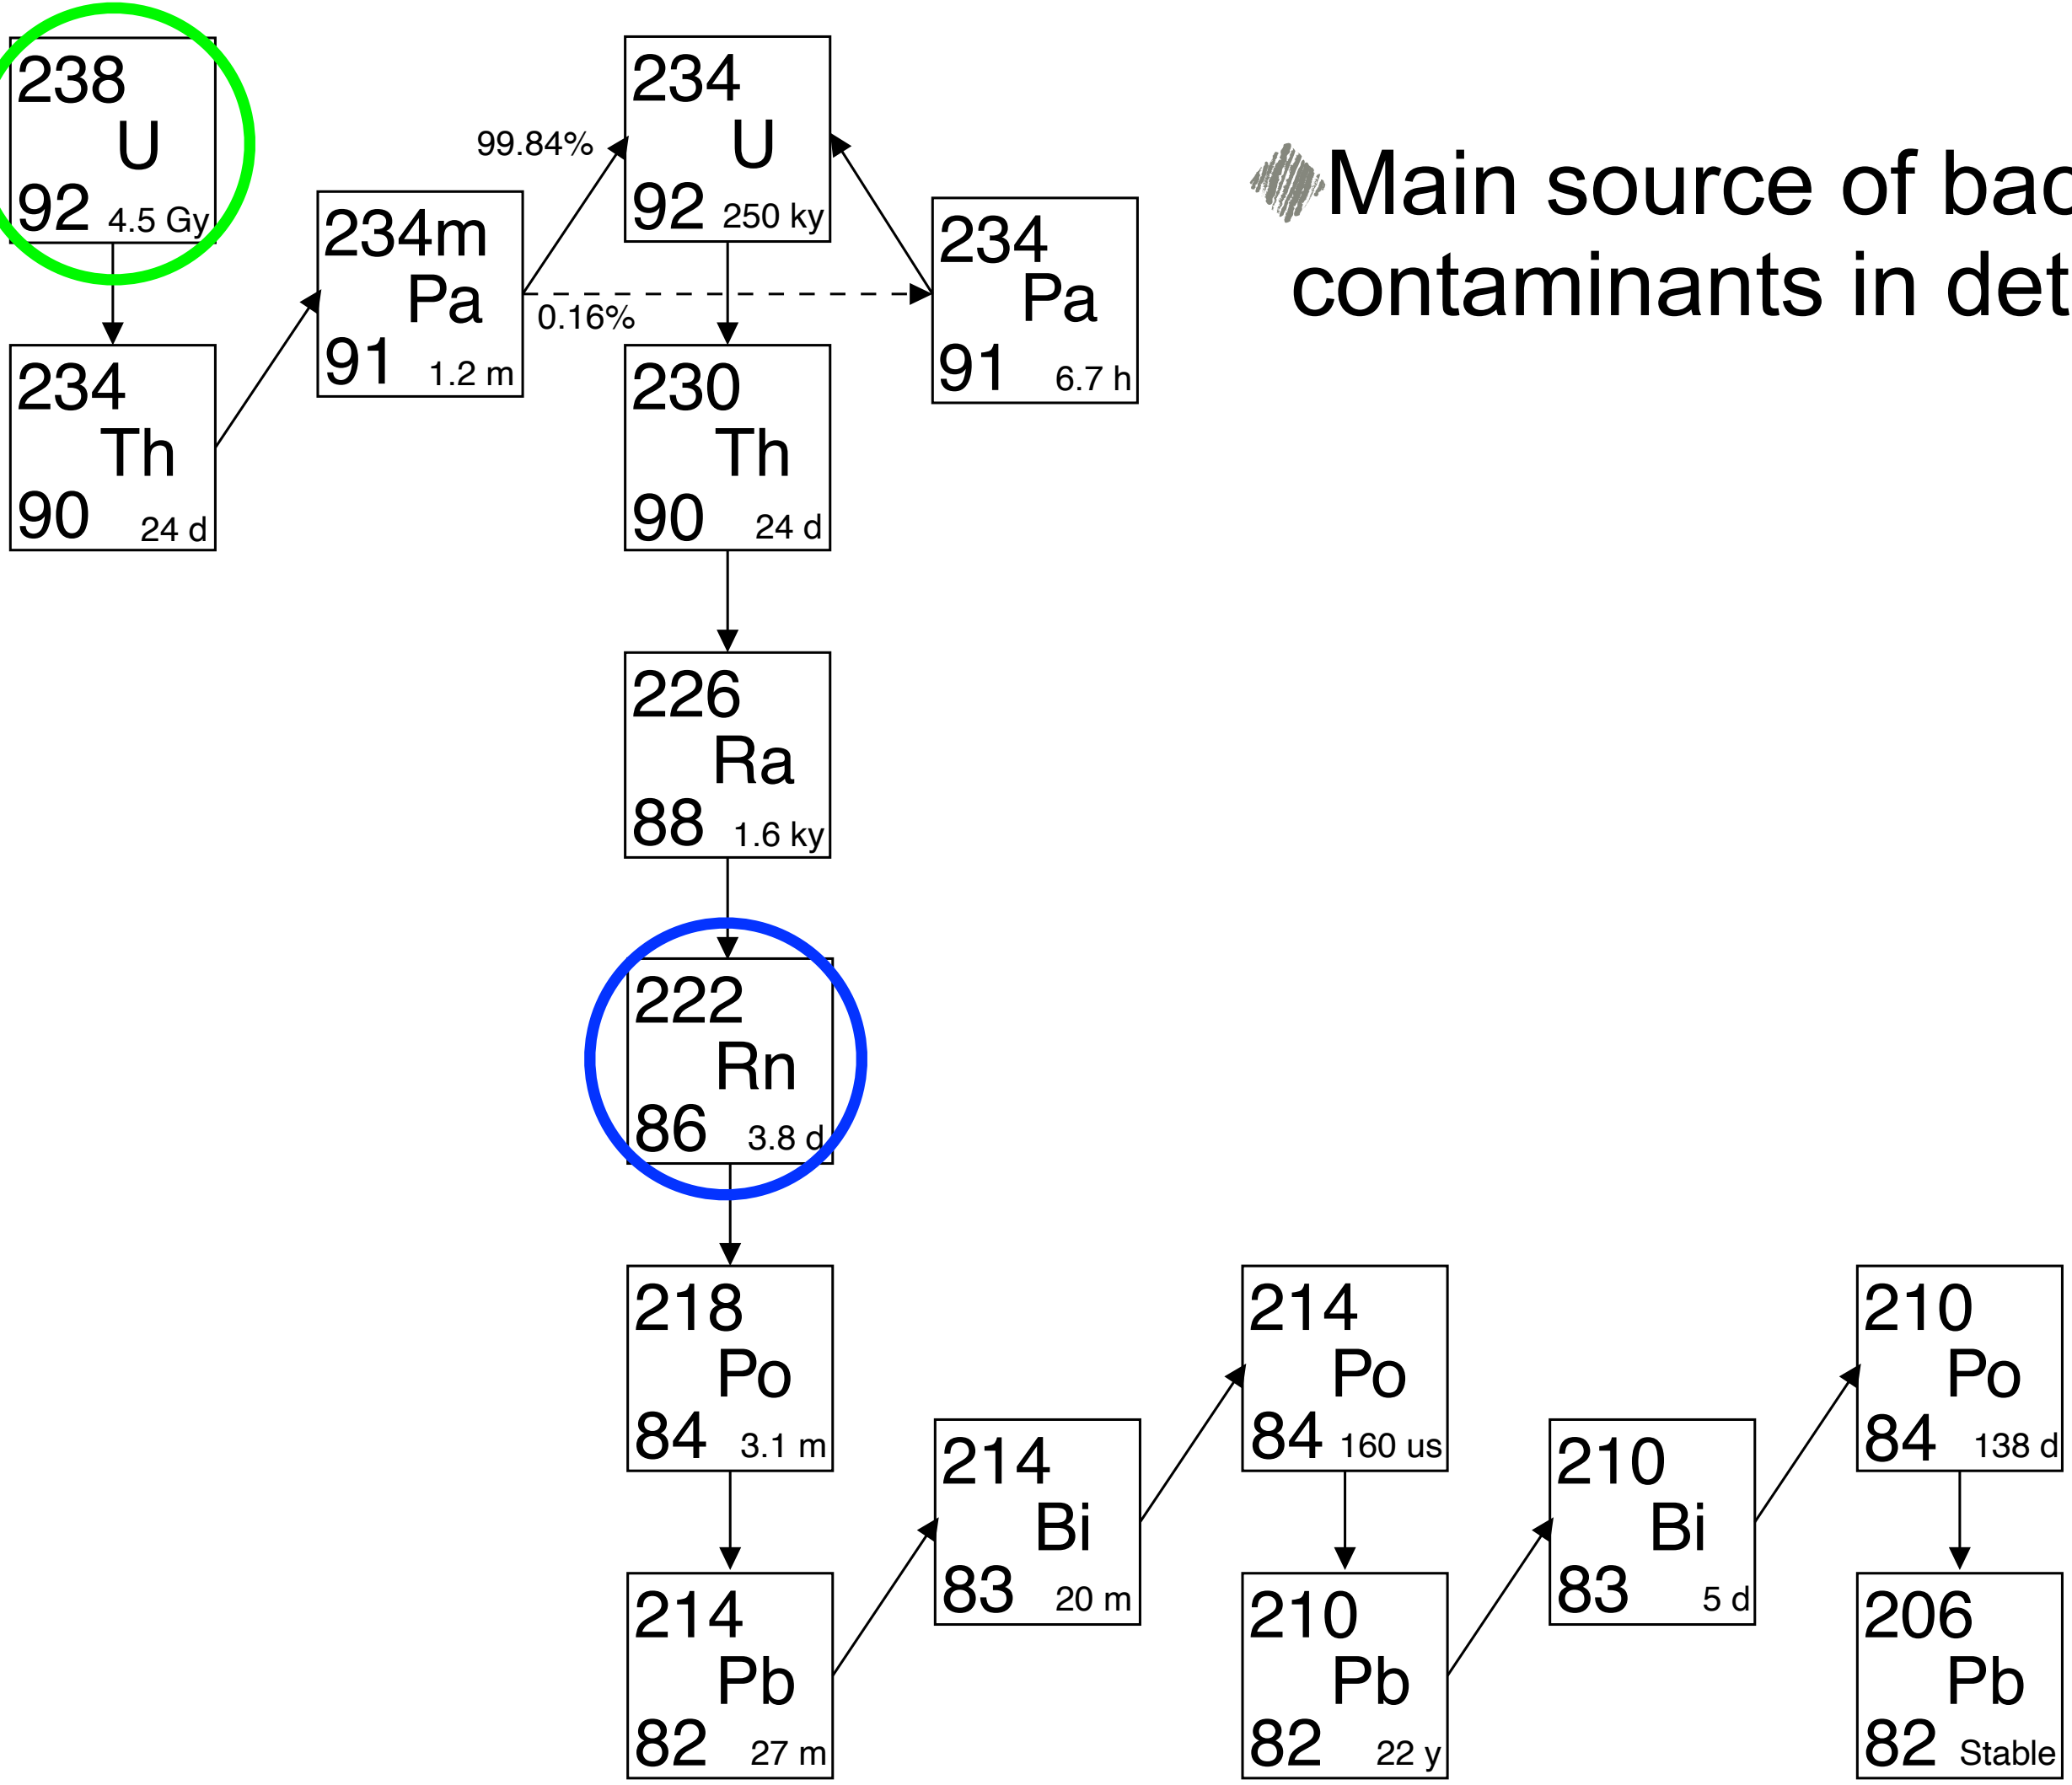 238
U
92 4.5 Gy
234
Th
90 24 d
234m
Pa
91 1.2 m
99.84%
0.16%
234
U
92 250 ky
234
Pa
91 6.7 h
230
Th
90 24 d
226
Ra
88 1.6 ky
222
Rn
86 3.8 d
218
Po
84 3.1 m
214
Pb
82 27 m
214
Bi
83 20 m
214
Po
84 160 us
210
Pb
82 22 y
210
Bi
83 5 d
210
Po
84 138 d
206
Pb
82 Stable
Main source of
contaminants in